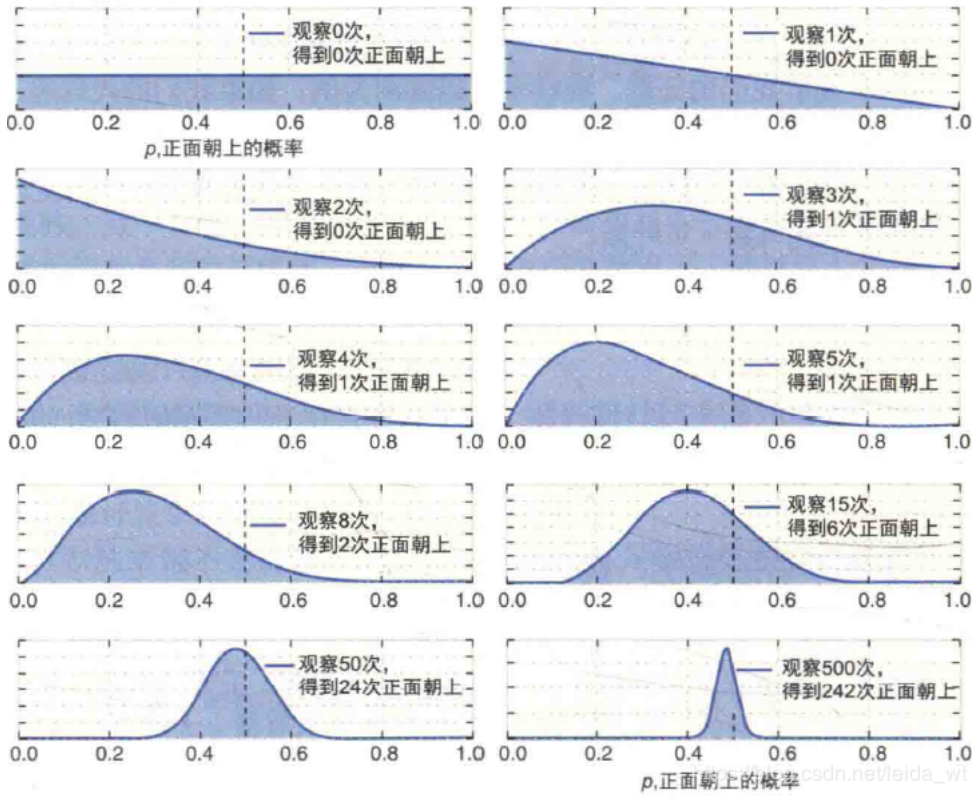 观察0次，
得到0次正面朝上
0.0 0.2 0.4 0.6 0.8 1.0
p,正面朝上的概率
观察1次，
得到0次正面朝上
0.0 0.2 0.4 0.6 0.8 1.0
观察2次，
得到0次正面朝上
0.0 0.2 0.4 0.6 0.8 1.0
观察3次，
得到1次正面朝上
0.0 0.2 0.4 0.6 0.8 1.0
观察4次，
得到1次正面朝上
0.0 0.2 0.4 0.6 0.8 1.0
观察5次，
得到1次正面朝上
0.0 0.2 0.4 0.6 0.8 1.0
观察8次，
得到2次正面朝上
0.0 0.2 0.4 0.6 0.8 1.0
观察15次，
得到6次正面朝上
0.0 0.2 0.4 0.6 0.8 1.0
观察50次，
得到24次正面朝上
0.0 0.2 0.4 0.6 0.8 1.0
观察500次，
得到242次正面朝上
0.0 0.2 0.4 0.6 0.8 1.0
p,正面朝上的概率
csdn.net/leida_wt